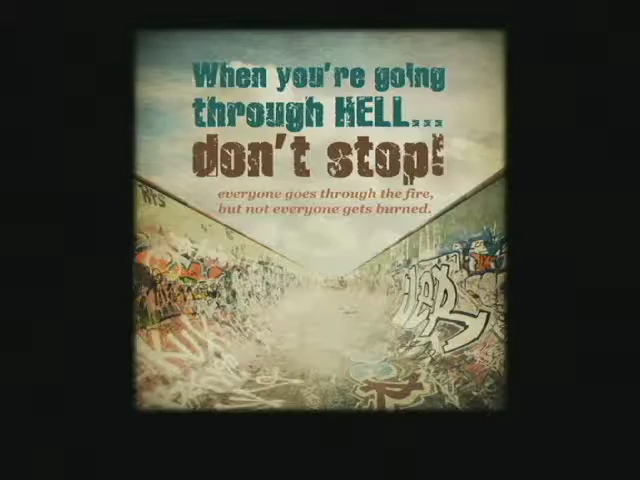 When you're going
through HELL...
don't stop!
everyone goes through the fire,
but not everyone gets burned.